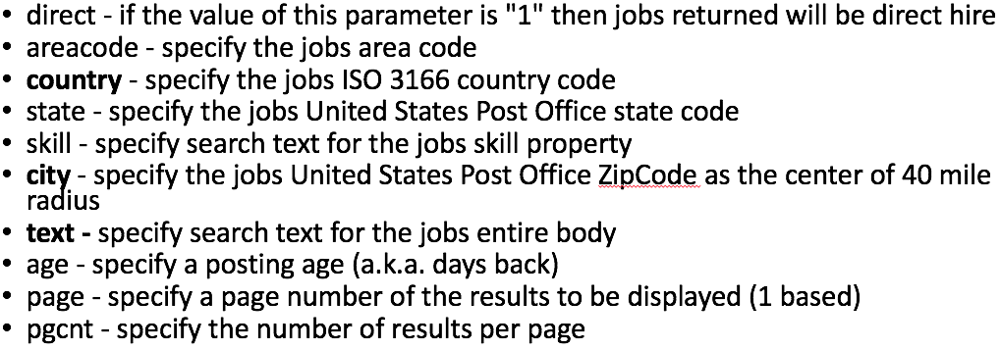 • direct - if the value of this parameter is "1" then jobs returned will be direct hire
• areacode - specify the jobs area code
• country - specify the jobs ISO 3166 country code
• state - specify the jobs United States Post Office state code
• skill - specify search text for the jobs skill property
• city - specify the jobs United States Post Office ZipCode as the center of 40 mile
radius
• text - specify search text for the jobs entire body
• age - specify a posting age (a.k.a. days back)
• page - specify a page number of the results to be displayed (1 based)
• pgcnt - specify the number of results per page